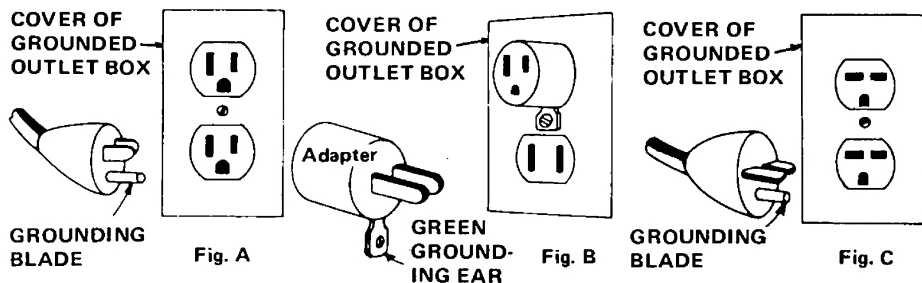 COVER OF
GROUNDED
OUTLET BOX
GROUNDING
BLADE
Fig. A
Adapter
COVER OF
GROUNDED
OUTLET BOX
GREEN
GROUND-
ING EAR
Fig. B
COVER OF
GROUNDED
OUTLET BOX
GROUNDING
BLADE
Fig. C